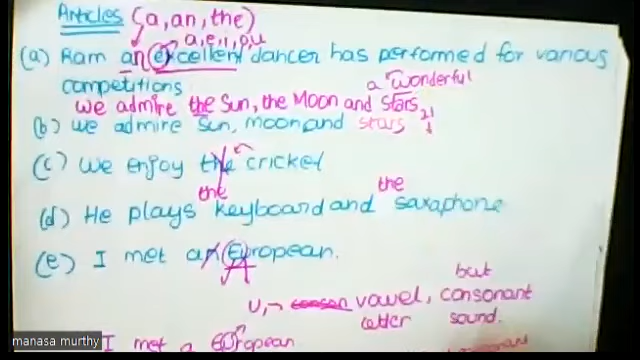 Articles (a, an, the)
a, e, i, o, u
(a) Ram an excellent dancer has performed for various
competitions a wonderful
we admire the Sun, the Moon and stars
(b) we admire Sun, moon and stars
(c) we enjoy the cricket
the the
(d) He plays keyboard and saxaphone
(e) I met an European.
A
but
U, → vowel, consonant
letter sound.
manasa murthy I met a European